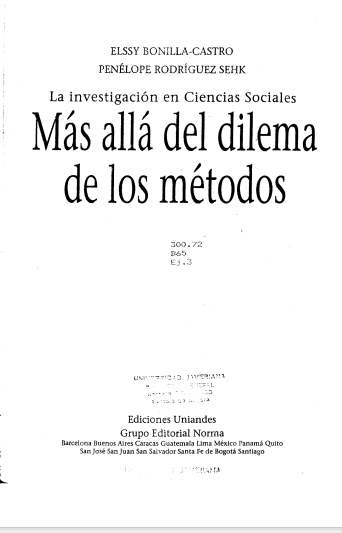 ELSSY BONILLA-CASTRO
PENÉLOPE RODRÍGUEZ SEHK
La investigación en Ciencias Sociales
Más allá del dilema
de los métodos
300.72
B65
Ej.3
JAVERIANA
Ediciones Uniandes
Grupo Editorial Norma
Barcelona Buenos Aires Caracas Guatemala Lima México Panamá Quito
San José San Juan San Salvador Santa Fe de Bogotá Santiago